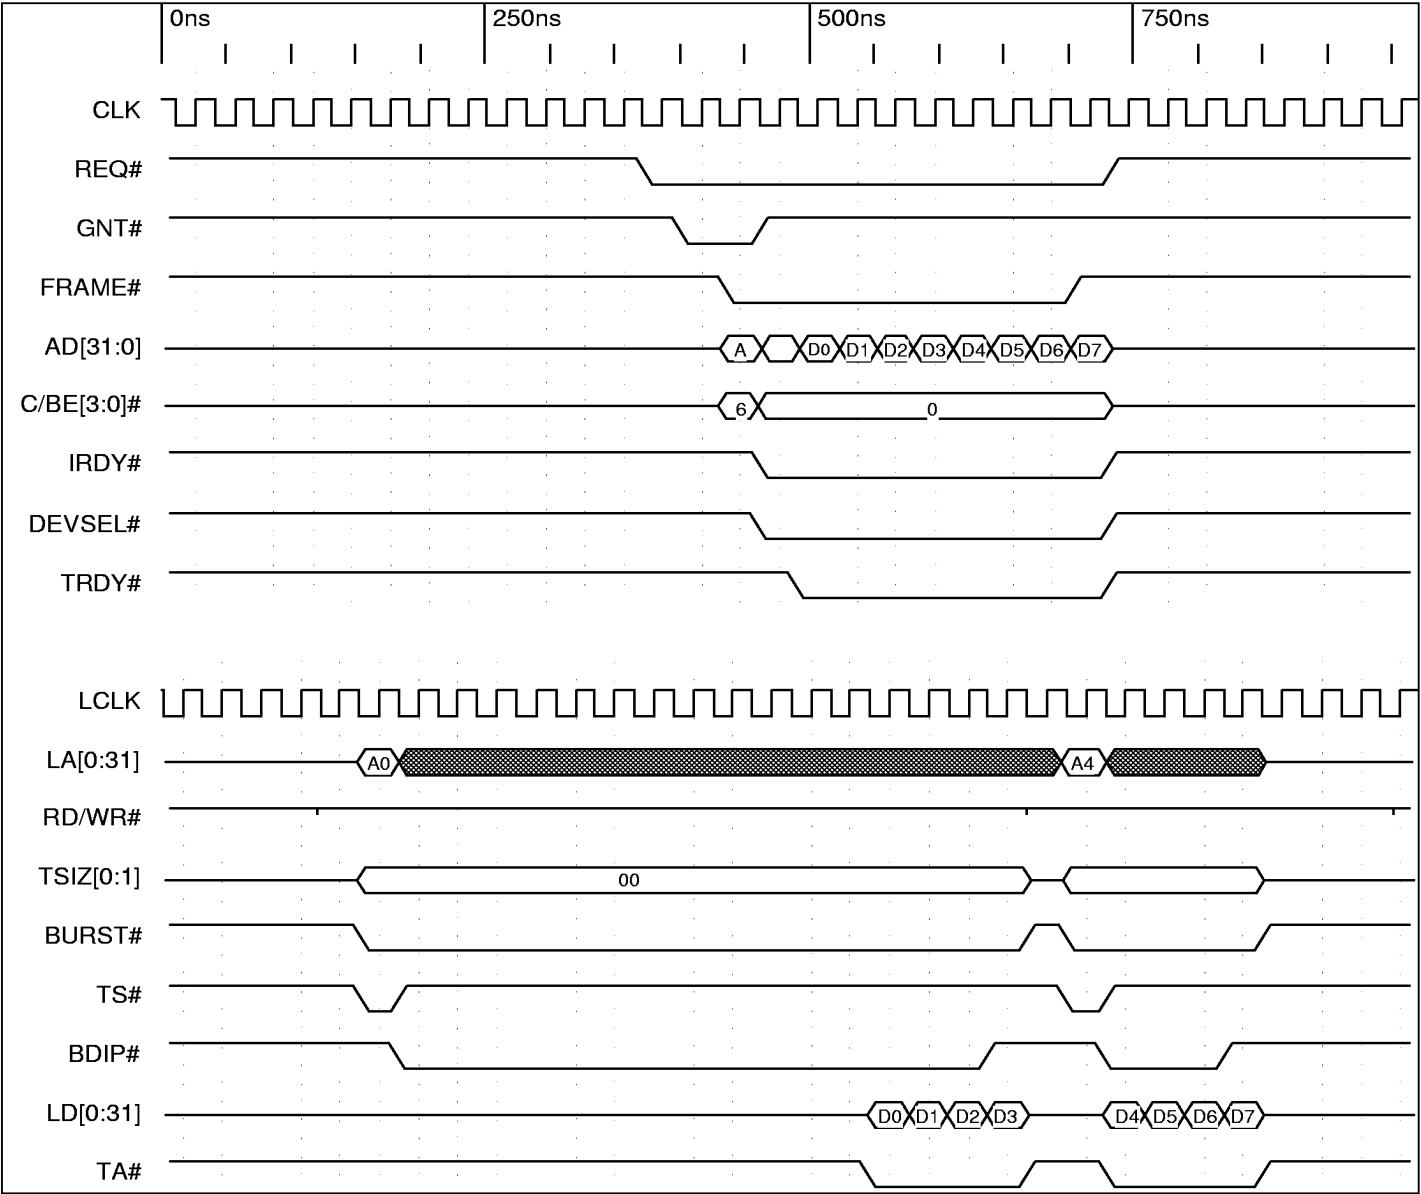 0ns 250ns 500ns 750ns
CLK
REQ#
GNT#
FRAME#
AD[31:0] A D0 D1 D2 D3 D4 D5 D6 D7
C/BE[3:0]# 6 0
IRDY#
DEVSEL#
TRDY#
LCLK
LA[0:31] A0 A4
RD/WR#
TSIZ[0:1] 00
BURST#
TS#
BDIP#
LD[0:31] D0 D1 D2 D3 D4 D5 D6 D7
TA#